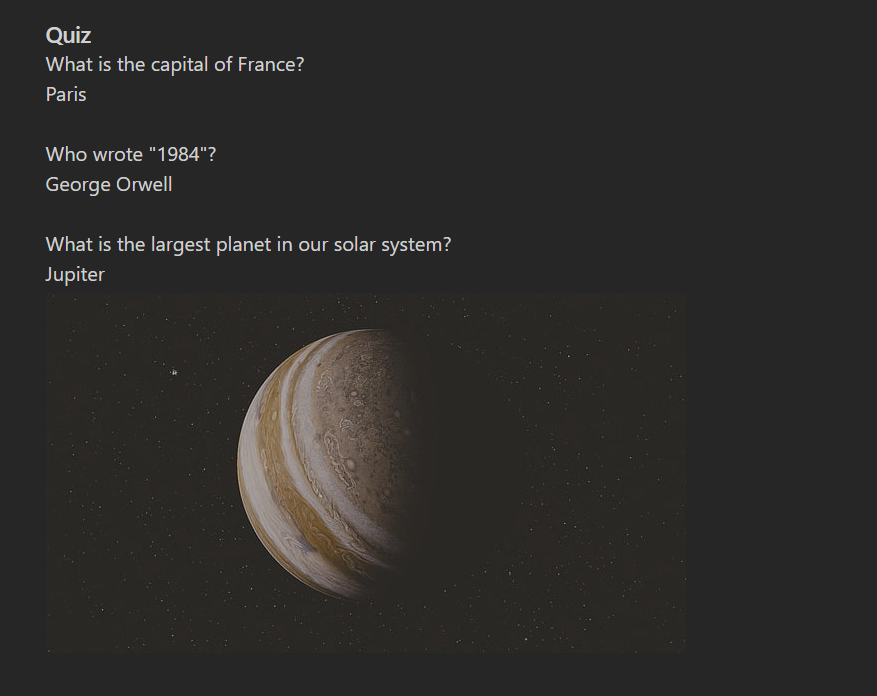 Quiz
What is the capital of France?
Paris
Who wrote "1984"?
George Orwell
What is the largest planet in our solar system?
Jupiter